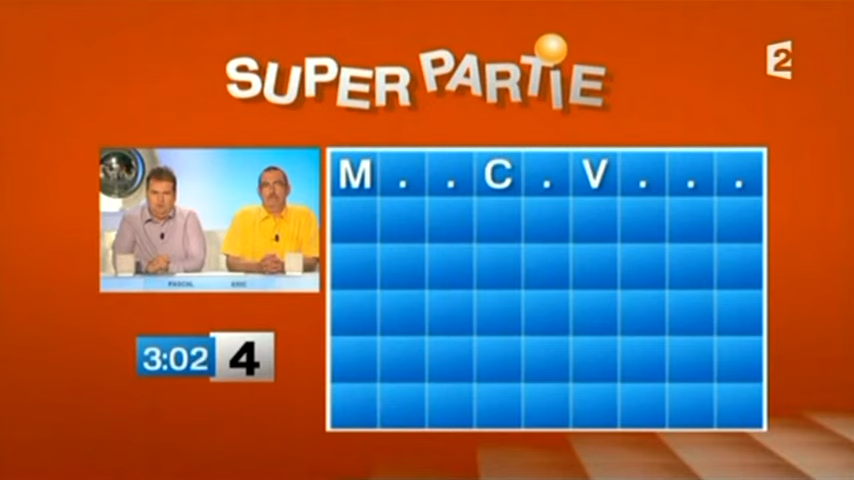 SUPER PARTIE
2
M . . C . V . . .
PASCAL ERIC
3:02 4